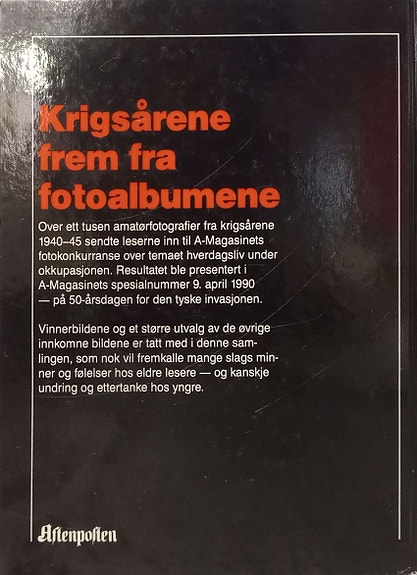 Krigsårene
frem fra
fotoalbumene
Over ett tusen amatørfotografier fra krigsårene
1940–45 sendte leserne inn til A-Magasinets
fotokonkurranse over temaet hverdagsliv under
okkupasjonen. Resultatet ble presentert i
A-Magasinets spesialnummer 9. april 1990
— på 50-årsdagen for den tyske invasjonen.
Vinnerbildene og et større utvalg av de øvrige
innkomne bildene er tatt med i denne sam-
lingen, som nok vil fremkalle mange slags min-
ner og følelser hos eldre lesere — og kanskje
undring og ettertanke hos yngre.
Aftenposten